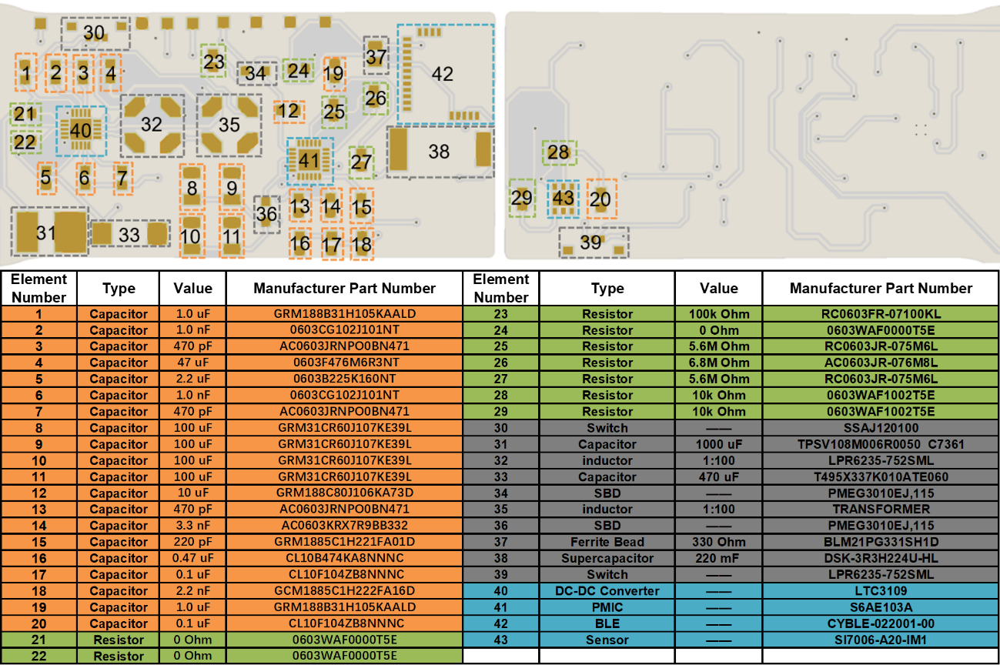 30
23
37
42
1
2
3
4
34
24
19
26
12
25
21
40
32
35
22
38
28
41
27
5
6
7
8
9
29
43
20
13
14
15
36
31
33
10
11
16
17
18
39
Element Number Type Value Manufacturer Part Number Element Number Type Value Manufacturer Part Number
1 Capacitor 1.0 uF GRM188B31H105KAALD 23 Resistor 100k Ohm RC0603FR-07100KL
2 Capacitor 1.0 nF 0603CG102J101NT 24 Resistor 0 Ohm 0603WAF0000T5E
3 Capacitor 470 pF AC0603JRNPO0BN471 25 Resistor 5.6M Ohm RC0603JR-075M6L
4 Capacitor 47 uF 0603F476M6R3NT 26 Resistor 6.8M Ohm AC0603JR-076M8L
5 Capacitor 2.2 uF 0603B225K160NT 27 Resistor 5.6M Ohm RC0603JR-075M6L
6 Capacitor 1.0 nF 0603CG102J101NT 28 Resistor 10k Ohm 0603WAF1002T5E
7 Capacitor 470 pF AC0603JRNPO0BN471 29 Resistor 10k Ohm 0603WAF1002T5E
8 Capacitor 100 uF GRM31CR60J107KE39L 30 Switch —— SSAJ120100
9 Capacitor 100 uF GRM31CR60J107KE39L 31 Capacitor 1000 uF TPSV108M006R0050 C7361
10 Capacitor 100 uF GRM31CR60J107KE39L 32 inductor 1:100 LPR6235-752SML
11 Capacitor 100 uF GRM31CR60J107KE39L 33 Capacitor 470 uF T495X337K010ATE060
12 Capacitor 10 uF GRM188C80J106KA73D 34 SBD —— PMEG3010EJ,115
13 Capacitor 470 pF AC0603JRNPO0BN471 35 inductor 1:100 TRANSFORMER
14 Capacitor 3.3 nF AC0603KRX7R9BB332 36 SBD —— PMEG3010EJ,115
15 Capacitor 220 pF GRM1885C1H221FA01D 37 Ferrite Bead 330 Ohm BLM21PG331SH1D
16 Capacitor 0.47 uF CL10B474KA8NNNC 38 Supercapacitor 220 mF DSK-3R3H224U-HL
17 Capacitor 0.1 uF CL10F104ZB8NNNC 39 Switch —— LPR6235-752SML
18 Capacitor 2.2 nF GCM1885C1H222FA16D 40 DC-DC Converter —— LTC3109
19 Capacitor 1.0 uF GRM188B31H105KAALD 41 PMIC —— S6AE103A
20 Capacitor 0.1 uF CL10F104ZB8NNNC 42 BLE —— CYBLE-022001-00
21 Resistor 0 Ohm 0603WAF0000T5E 43 Sensor —— SI7006-A20-IM1
22 Resistor 0 Ohm 0603WAF0000T5E